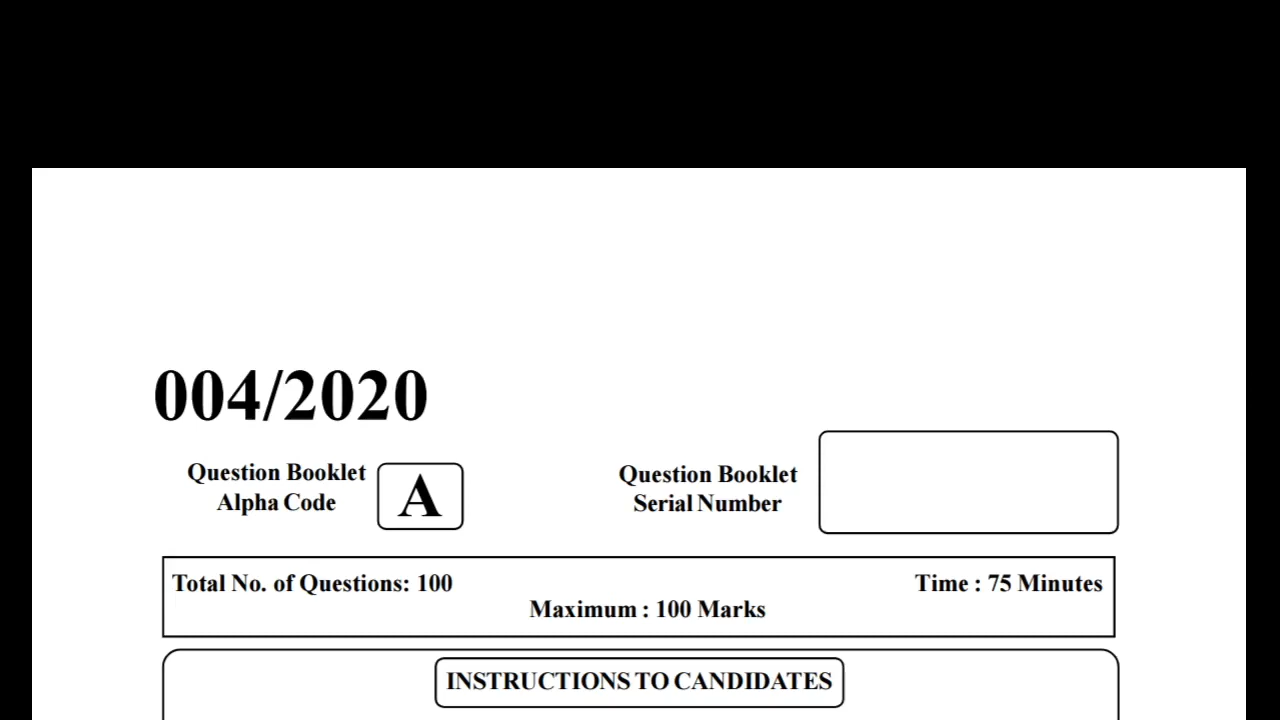 004/2020
Question Booklet
Alpha Code
A
Question Booklet
Serial Number
Total No. of Questions: 100
Time : 75 Minutes
Maximum : 100 Marks
INSTRUCTIONS TO CANDIDATES